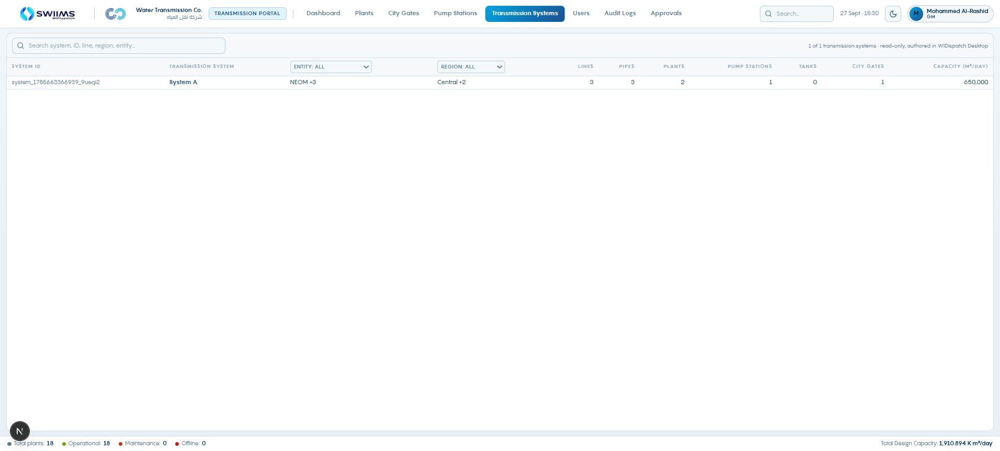 SWIIMS
WIDispatch
Water Transmission Co.
شركة نقل المياه
TRANSMISSION PORTAL
Dashboard
Plants
City Gates
Pump Stations
Transmission Systems
Users
Audit Logs
Approvals
Search...
27 Sept · 15:30
M
Mohammed Al-Rashid
GM
Search system, ID, line, region, entity...
1 of 1 transmission systems · read-only, authored in WIDispatch Desktop
SYSTEM ID TRANSMISSION SYSTEM ENTITY: ALL REGION: ALL LINES PIPES PLANTS PUMP STATIONS TANKS CITY GATES CAPACITY (M³/DAY)
system_1785663366939_9ueqi2 System A NEOM +3 Central +2 3 3 2 1 0 1 650,000
N
Total plants: 18 Operational: 18 Maintenance: 0 Offline: 0
Total Design Capacity: 1,910.894 K m³/day